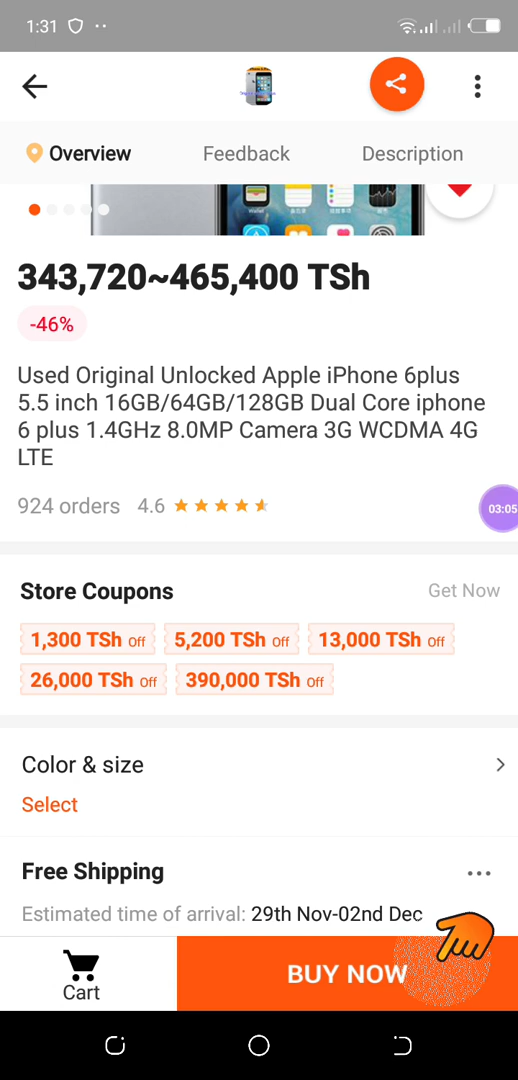 1:31
Overview
Feedback
Description
Wallet
343,720~465,400 TSh
-46%
Used Original Unlocked Apple iPhone 6plus
5.5 inch 16GB/64GB/128GB Dual Core iphone
6 plus 1.4GHz 8.0MP Camera 3G WCDMA 4G
LTE
924 orders 4.6
03:05
Store Coupons
Get Now
1,300 TSh Off
5,200 TSh Off
13,000 TSh Off
26,000 TSh Off
390,000 TSh Off
Color & size
Select
Free Shipping
Estimated time of arrival: 29th Nov-02nd Dec
Cart
BUY NOW